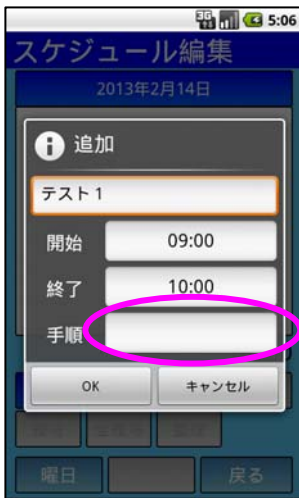 3G 5:06
スケジュール編集
2013年2月14日
追加
テスト1
開始 09:00
終了 10:00
手順
OK キャンセル
曜日 戻る